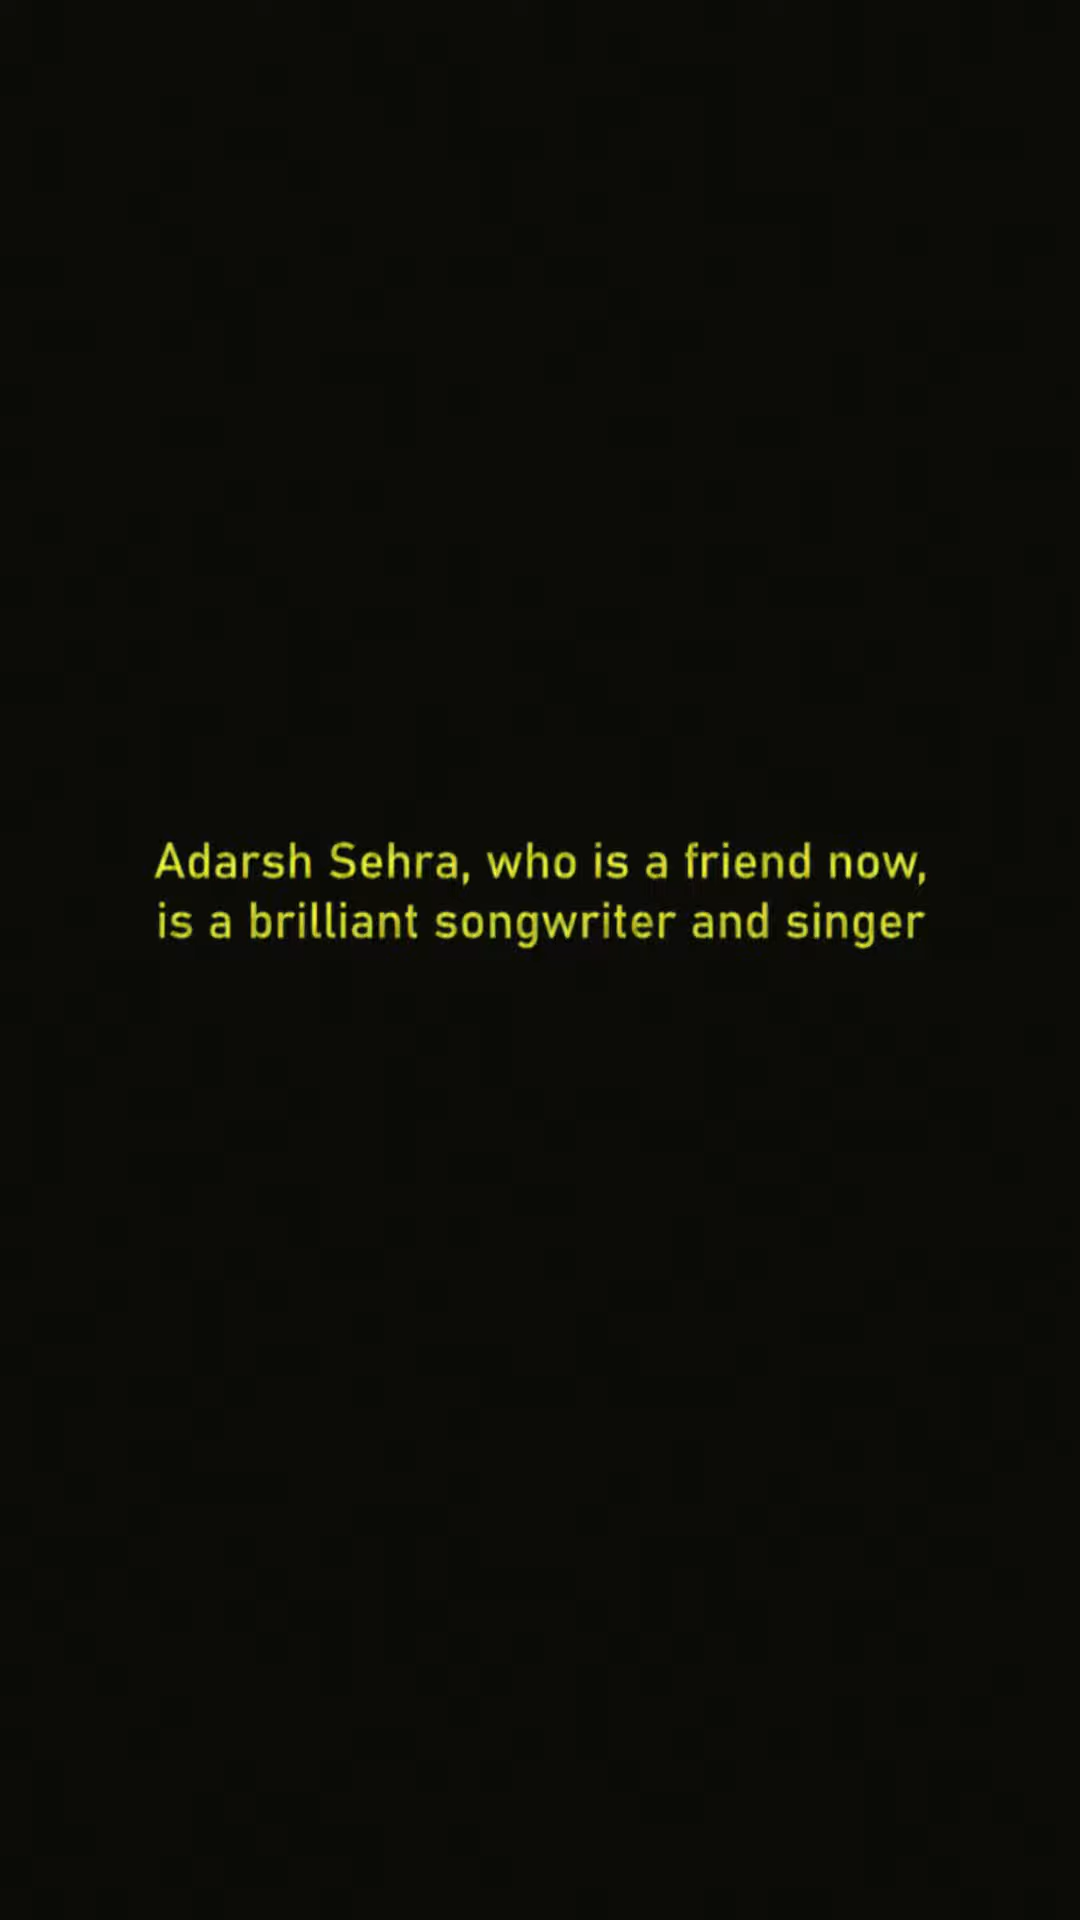 Adarsh Sehra, who is a friend now,
is a brilliant songwriter and singer